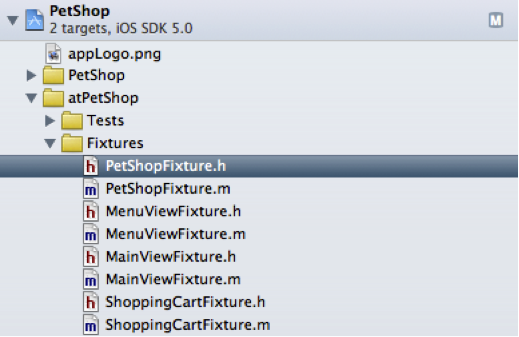 PetShop
2 targets, iOS SDK 5.0
M
appLogo.png
PetShop
atPetShop
Tests
Fixtures
h PetShopFixture.h
m PetShopFixture.m
h MenuViewFixture.h
m MenuViewFixture.m
h MainViewFixture.h
m MainViewFixture.m
h ShoppingCartFixture.h
m ShoppingCartFixture.m